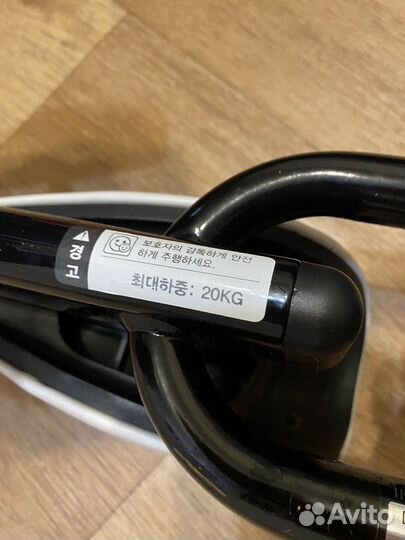 경고
보호자의 감독하게 안전
하게 주행하세요.
최대하중: 20KG
Avito